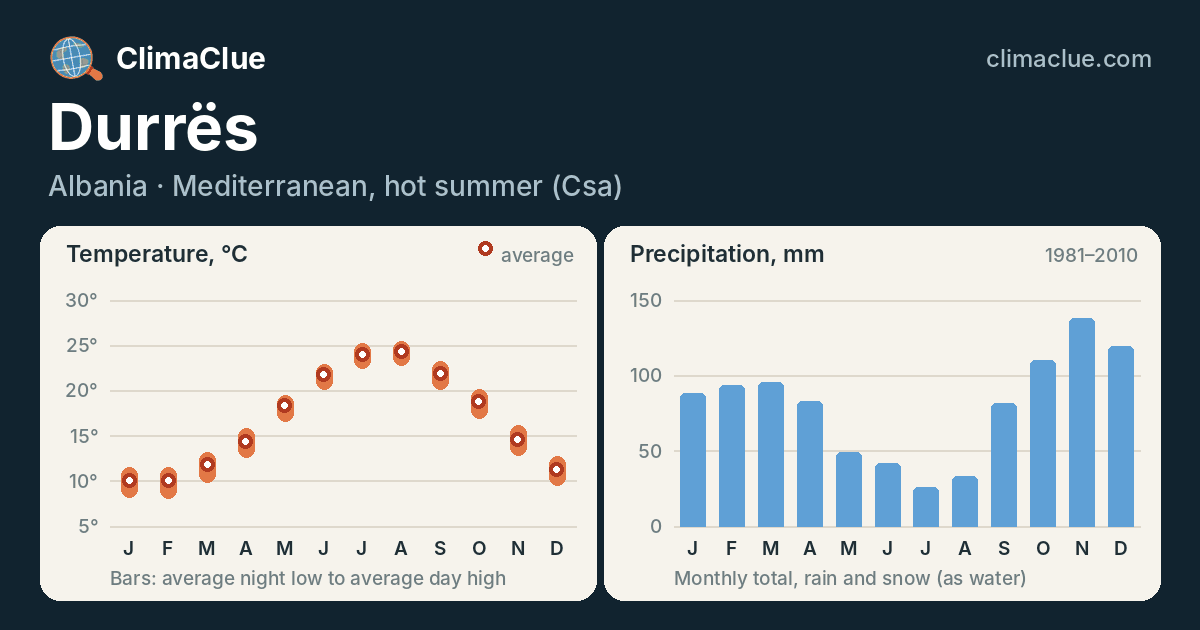 ClimaClue
climaclue.com
Durrës
Albania · Mediterranean, hot summer (Csa)
Temperature, °C
average
30°
25°
20°
15°
10°
5°
J F M A M J J A S O N D
Bars: average night low to average day high
Precipitation, mm
1981–2010
150
100
50
0
J F M A M J J A S O N D
Monthly total, rain and snow (as water)